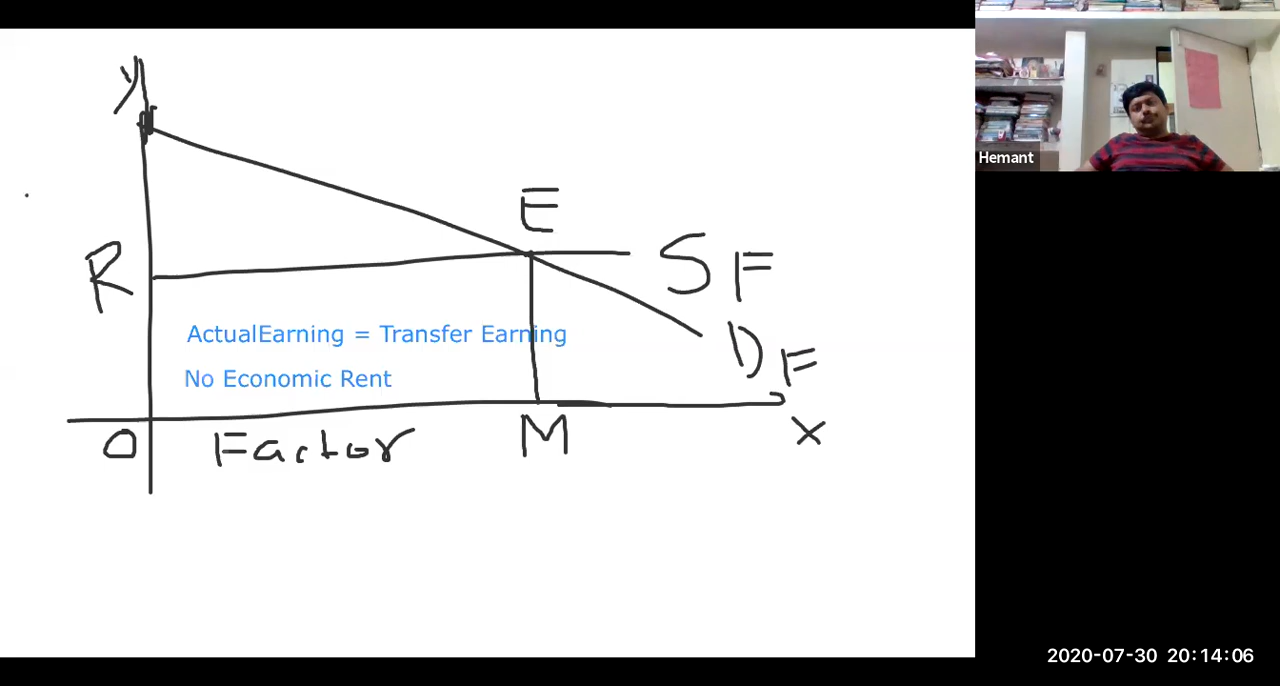 Y
E
R
S F
ActualEarning = Transfer Earning
D F
No Economic Rent
O
Factor
M
X
Hemant
2020-07-30 20:14:06